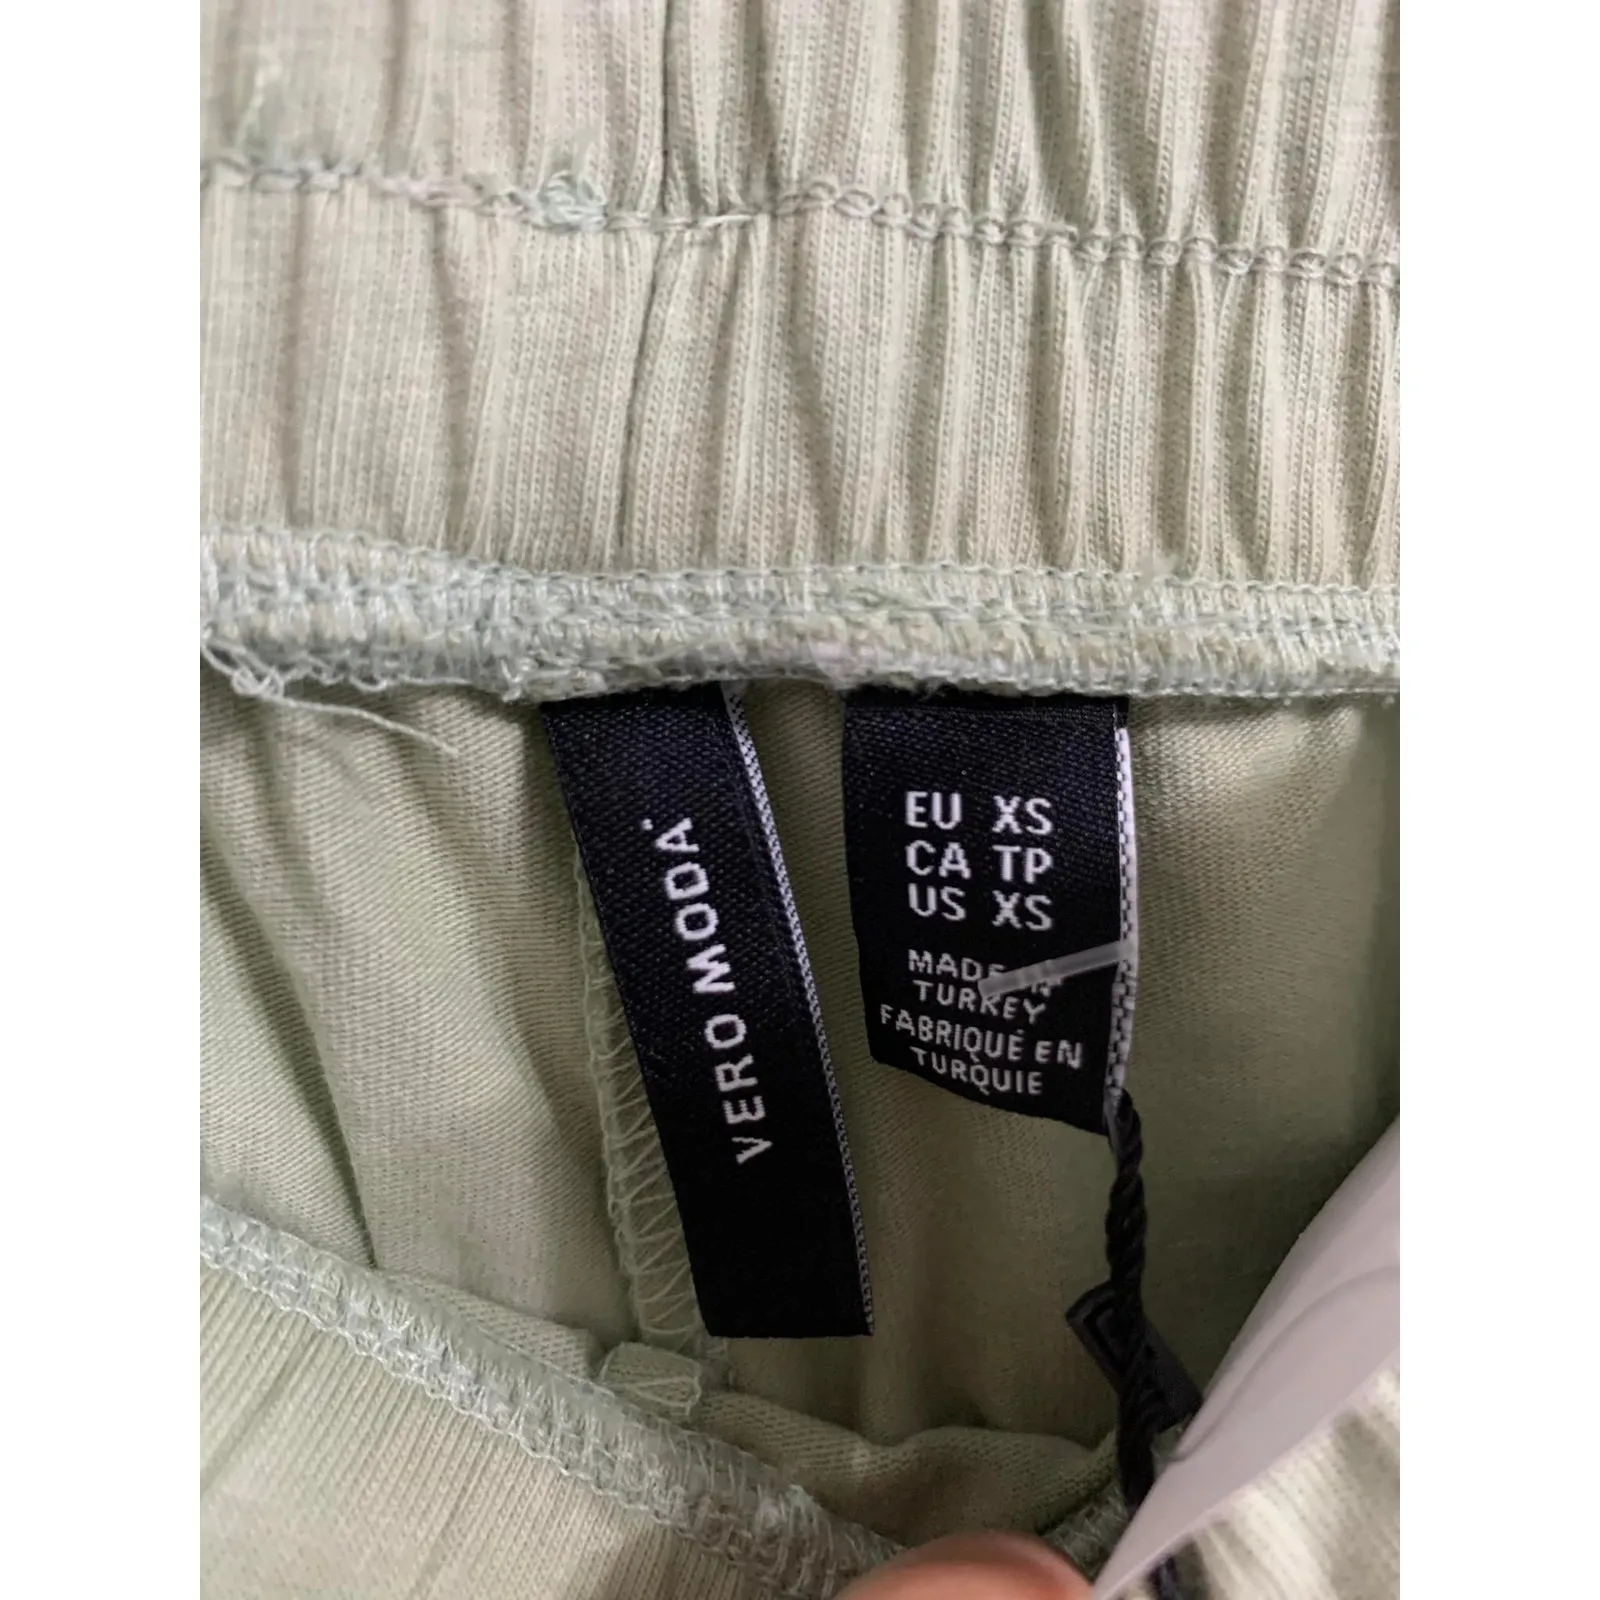 VERO MODA
EU XS
CA TP
US XS
MADE IN
TURKEY
FABRIQUÉ EN
TURQUIE